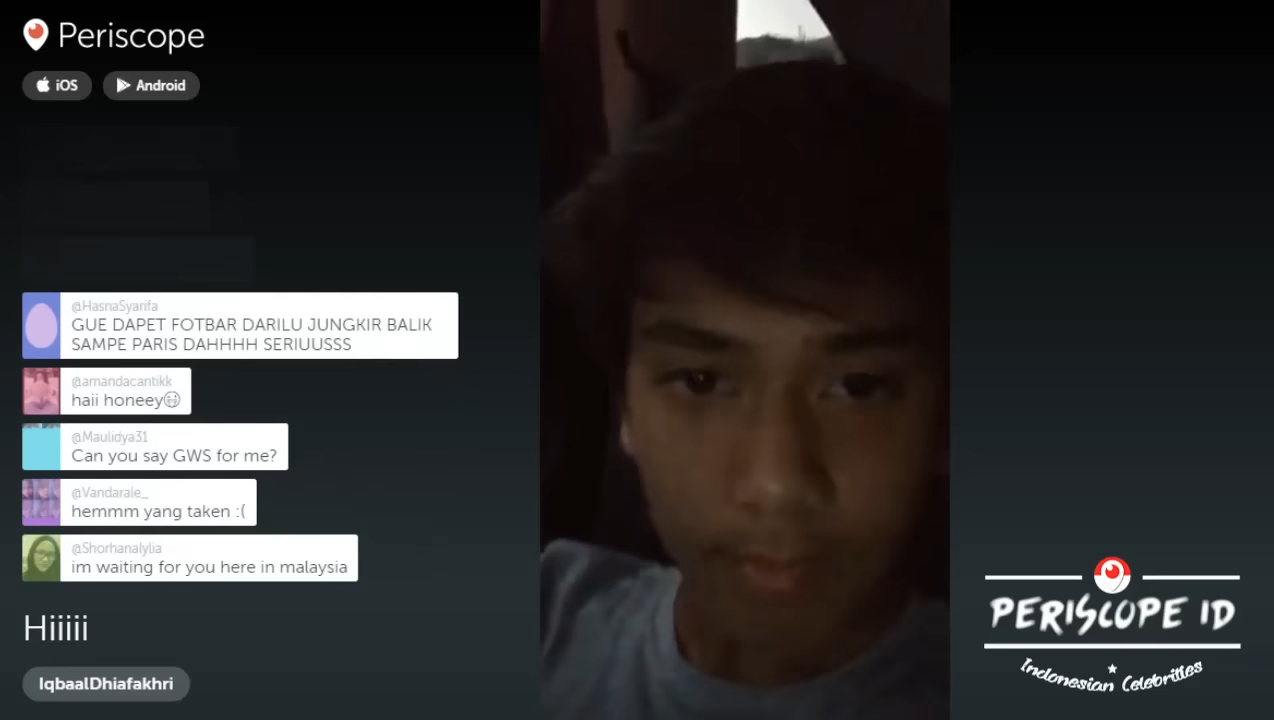 Periscope
iOS
Android
@HasnaSyarifa
GUE DAPET FOTBAR DARILU JUNGKIR BALIK
SAMPE PARIS DAHHHH SERIUUSSS
@amandacantikk
haii honeey😷
@Maulidya31
Can you say GWS for me?
@Vandarale_
hemmm yang taken :(
@Shorhanalylia
im waiting for you here in malaysia
Hiiiii
IqbaalDhiafakhri
PERISCOPE ID
Indonesian Celebrities